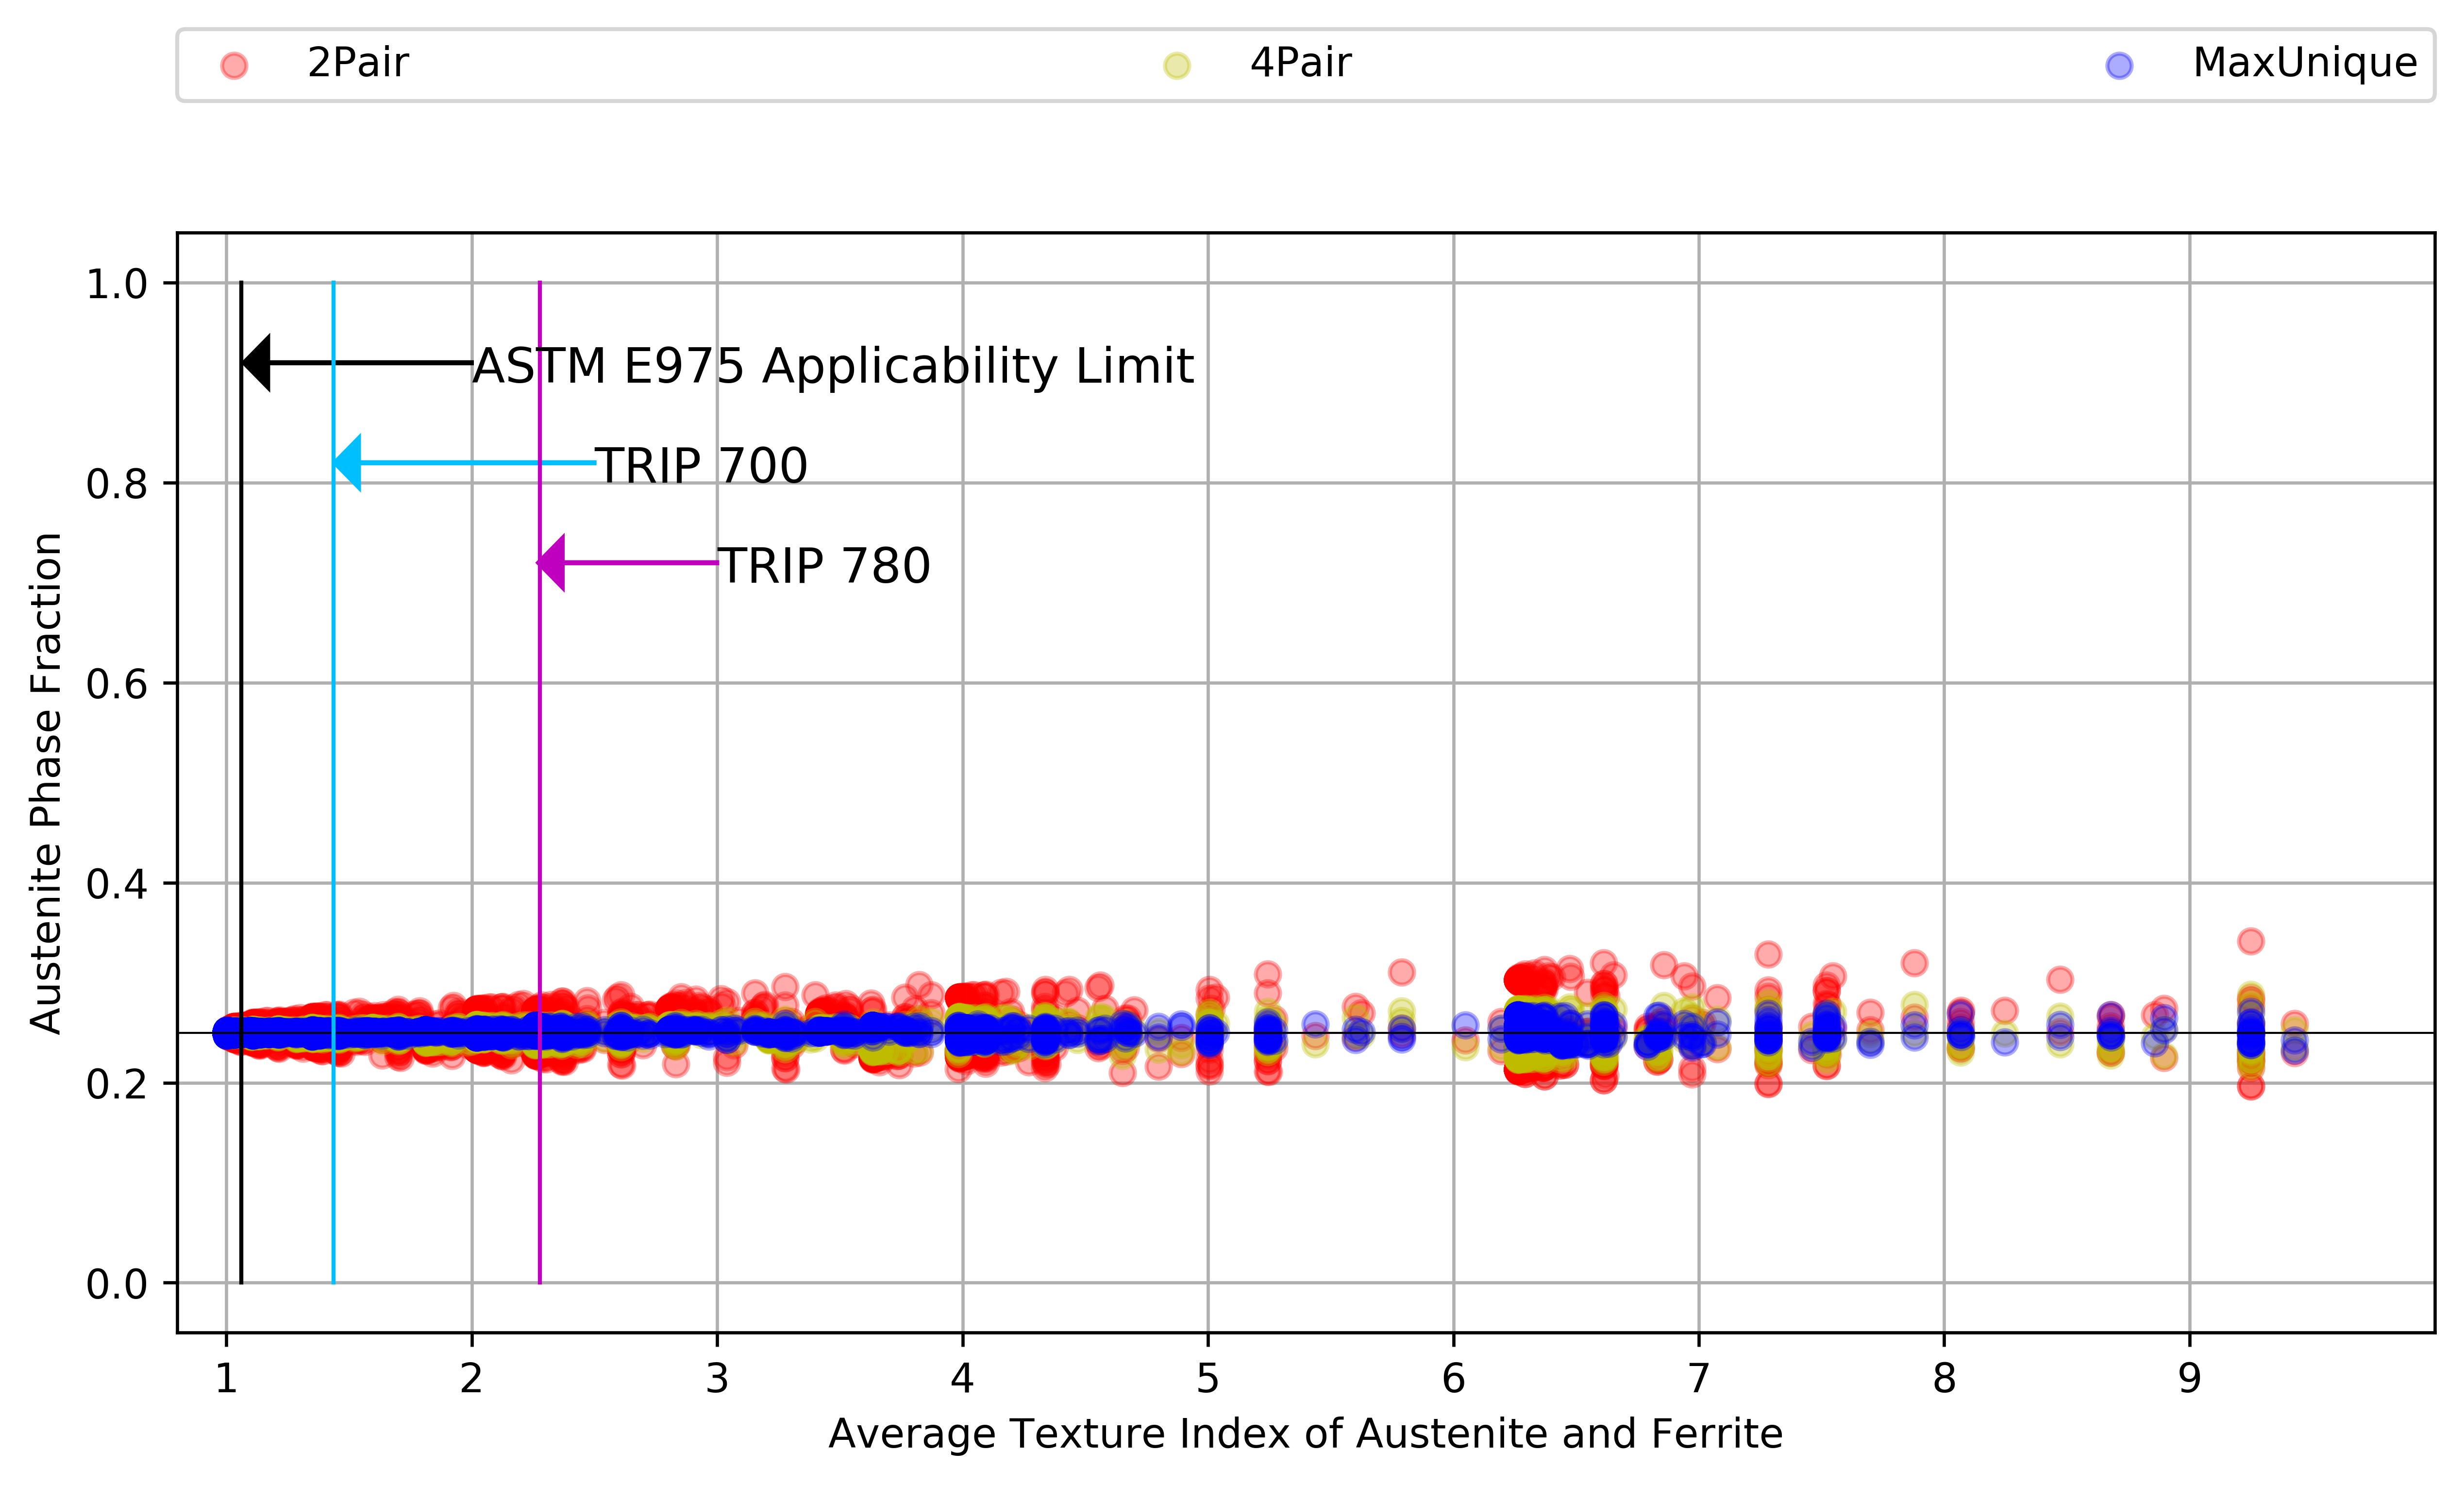 2Pair 4Pair MaxUnique
1.0
ASTM E975 Applicability Limit
TRIP 700
0.8
TRIP 780
0.6
0.4
0.2
0.0
Austenite Phase Fraction
1 2 3 4 5 6 7 8 9
Average Texture Index of Austenite and Ferrite